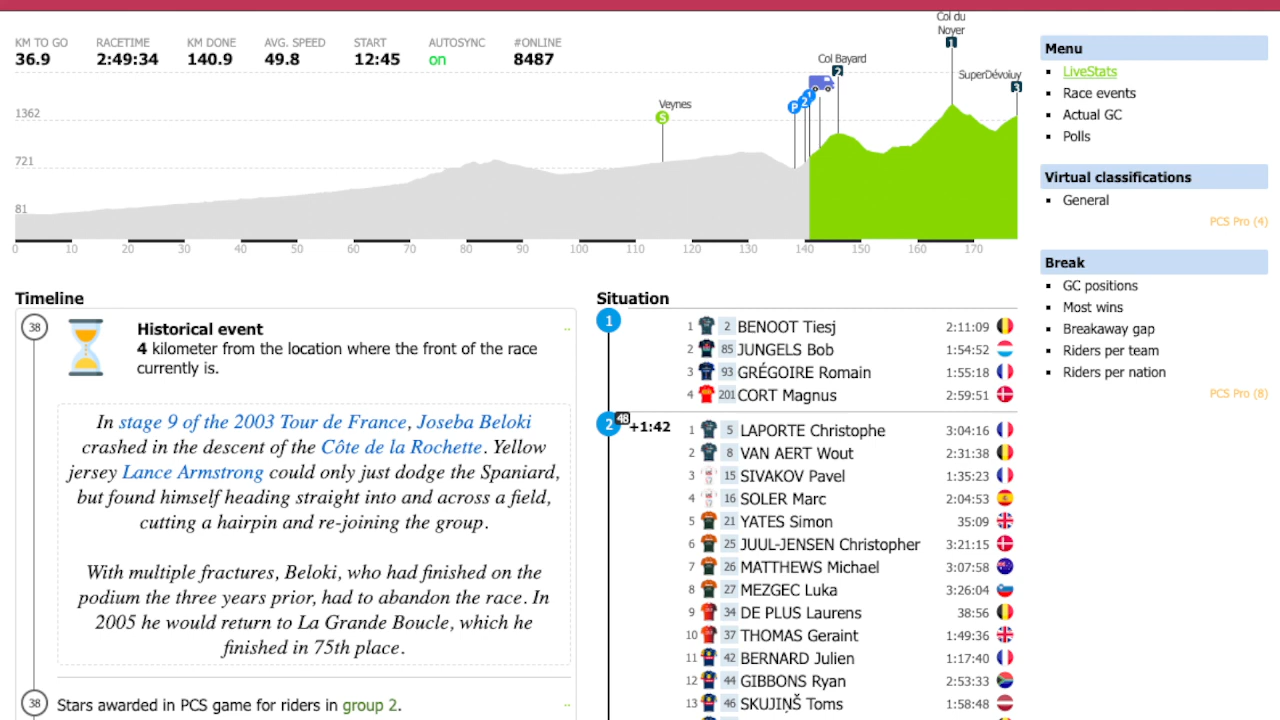 KM TO GO RACETIME KM DONE AVG. SPEED START AUTOSYNC #ONLINE
36.9 2:49:34 140.9 49.8 12:45 on 8487
Col du
Noyer
1
Col Bayard
2
SuperDévoluy
3
Veynes
S
P
2
1
1362
721
81
0 10 20 30 40 50 60 70 80 90 100 110 120 130 140 150 160 170
Menu
LiveStats
Race events
Actual GC
Polls
Virtual classifications
General
PCS Pro (4)
Break
GC positions
Most wins
Breakaway gap
Riders per team
Riders per nation
PCS Pro (8)
Timeline
38
Historical event
4 kilometer from the location where the front of the race
currently is.
In stage 9 of the 2003 Tour de France, Joseba Beloki
crashed in the descent of the Côte de la Rochette. Yellow
jersey Lance Armstrong could only just dodge the Spaniard,
but found himself heading straight into and across a field,
cutting a hairpin and re-joining the group.
With multiple fractures, Beloki, who had finished on the
podium the three years prior, had to abandon the race. In
2005 he would return to La Grande Boucle, which he
finished in 75th place.
38 Stars awarded in PCS game for riders in group 2.
Situation
1
1 2 BENOOT Tiesj 2:11:09
2 85 JUNGELS Bob 1:54:52
3 93 GRÉGOIRE Romain 1:55:18
4 201 CORT Magnus 2:59:51
2 48 +1:42
1 5 LAPORTE Christophe 3:04:16
2 8 VAN AERT Wout 2:31:38
3 15 SIVAKOV Pavel 1:35:23
4 16 SOLER Marc 2:04:53
5 21 YATES Simon 35:09
6 25 JUUL-JENSEN Christopher 3:21:15
7 26 MATTHEWS Michael 3:07:58
8 27 MEZGEC Luka 3:26:04
9 34 DE PLUS Laurens 38:56
10 37 THOMAS Geraint 1:49:36
11 42 BERNARD Julien 1:17:40
12 44 GIBBONS Ryan 2:53:33
13 46 SKUJIŅŠ Toms 1:58:48